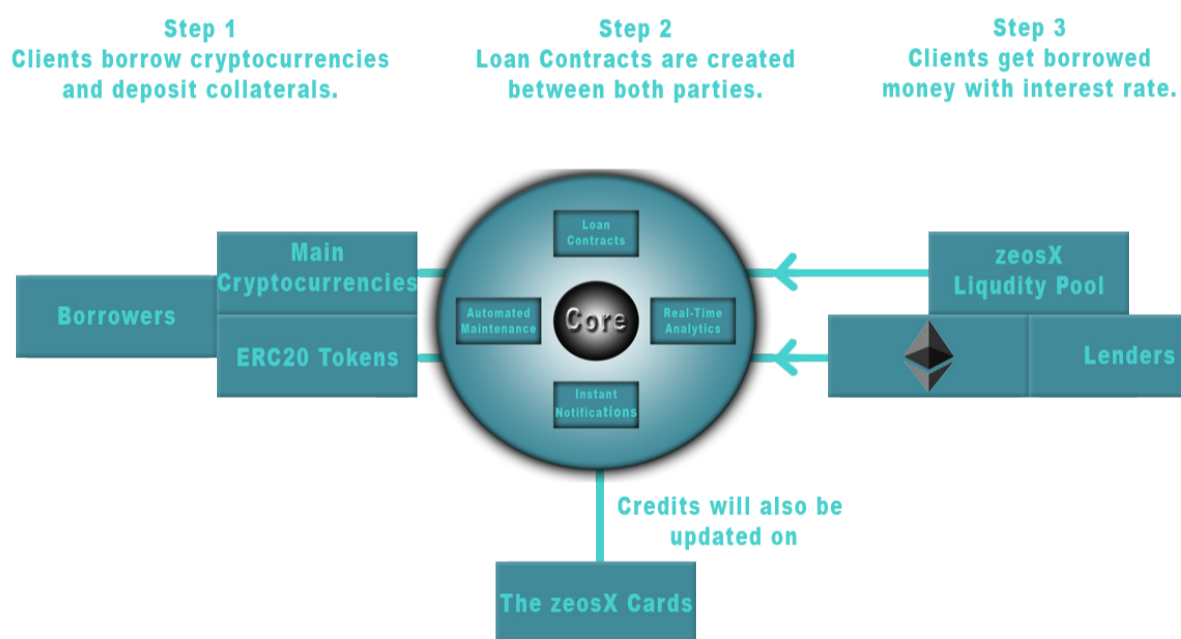 Step 1
Clients borrow cryptocurrencies
and deposit collaterals.
Step 2
Loan Contracts are created
between both parties.
Step 3
Clients get borrowed
money with interest rate.
Borrowers
Main
Cryptocurrencies
ERC20 Tokens
Loan
Contracts
Automated
Maintenance
Core
Real-Time
Analytics
Instant
Notifications
zeosX
Liqudity Pool
Lenders
Credits will also be
updated on
The zeosX Cards